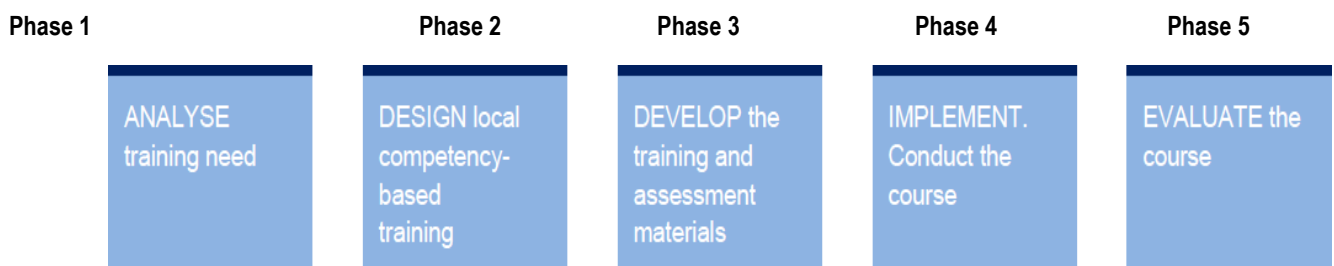 Phase 1
Phase 2
Phase 3
Phase 4
Phase 5
ANALYSE
training need
DESIGN local
competency-
based
training
DEVELOP the
training and
assessment
materials
IMPLEMENT.
Conduct the
course
EVALUATE the
course